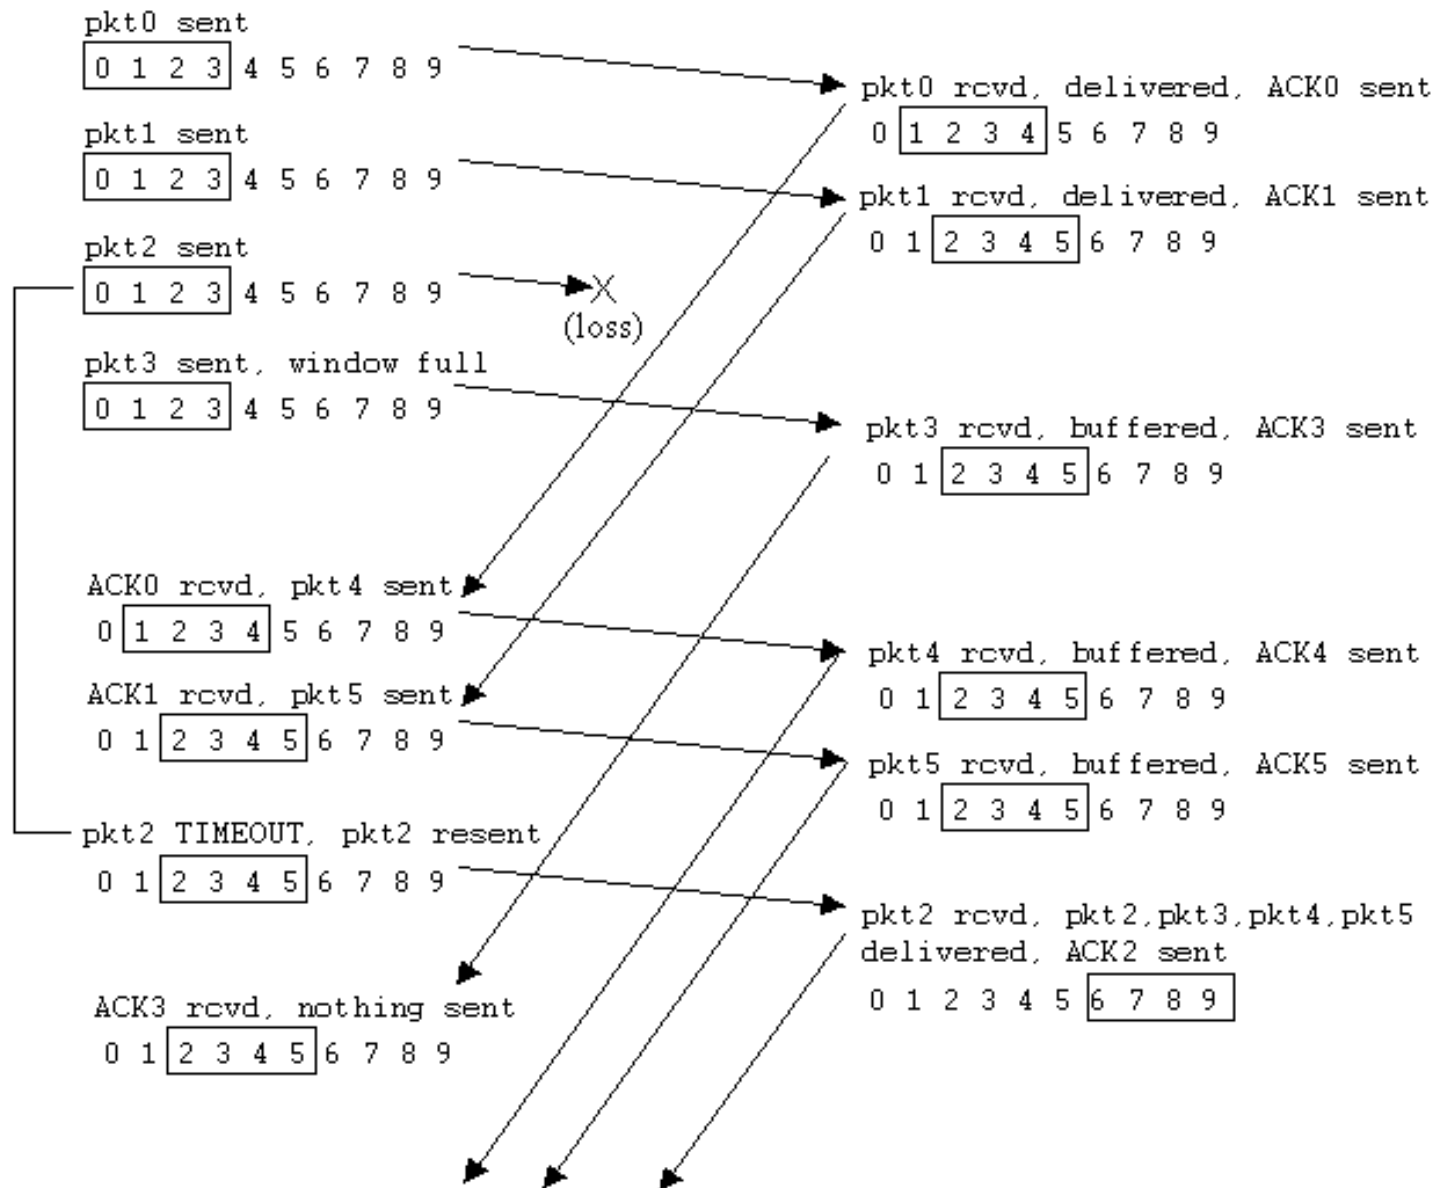 pkt0 sent
0 1 2 3 4 5 6 7 8 9
pkt1 sent
0 1 2 3 4 5 6 7 8 9
pkt2 sent
0 1 2 3 4 5 6 7 8 9
(loss)
pkt3 sent, window full
0 1 2 3 4 5 6 7 8 9
ACK0 rcvd, pkt4 sent
0 1 2 3 4 5 6 7 8 9
ACK1 rcvd, pkt5 sent
0 1 2 3 4 5 6 7 8 9
pkt2 TIMEOUT, pkt2 resent
0 1 2 3 4 5 6 7 8 9
ACK3 rcvd, nothing sent
0 1 2 3 4 5 6 7 8 9
pkt0 rcvd, delivered, ACK0 sent
0 1 2 3 4 5 6 7 8 9
pkt1 rcvd, delivered, ACK1 sent
0 1 2 3 4 5 6 7 8 9
pkt3 rcvd, buffered, ACK3 sent
0 1 2 3 4 5 6 7 8 9
pkt4 rcvd, buffered, ACK4 sent
0 1 2 3 4 5 6 7 8 9
pkt5 rcvd, buffered, ACK5 sent
0 1 2 3 4 5 6 7 8 9
pkt2 rcvd, pkt2,pkt3,pkt4,pkt5
delivered, ACK2 sent
0 1 2 3 4 5 6 7 8 9